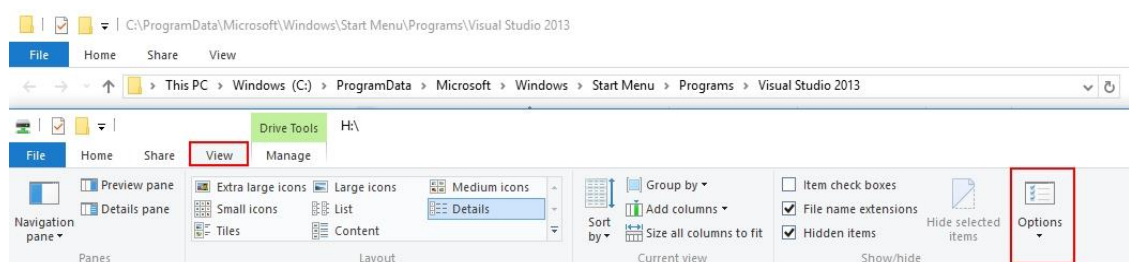 C:\ProgramData\Microsoft\Windows\Start Menu\Programs\Visual Studio 2013
File Home Share View
This PC > Windows (C:) > ProgramData > Microsoft > Windows > Start Menu > Programs > Visual Studio 2013
Drive Tools H:\
File Home Share View Manage
Preview pane Extra large icons Large icons Medium icons Group by Item check boxes
Details pane Small icons List Details Add columns File name extensions
Navigation pane Tiles Content Sort by Size all columns to fit Hidden items Hide selected items Options
Panes Layout Current view Show/hide